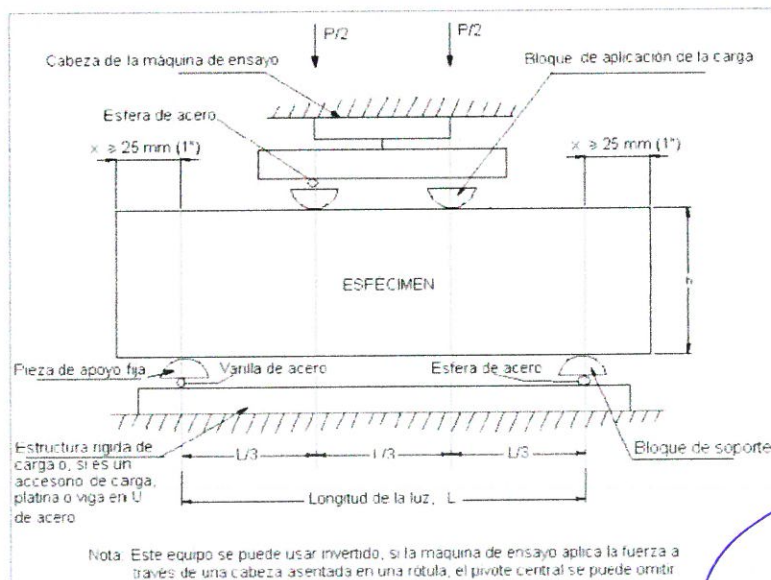 P/2
P/2
Cabeza de la máquina de ensayo
Bloque de aplicación de la carga
Esfera de acero
x ≥ 25 mm (1")
x ≥ 25 mm (1")
ESPECIMEN
h
Pieza de apoyo fija
Varilla de acero
Esfera de acero
Estructura rigida de
carga o, si es un
accesorio de carga,
platina o viga en U
de acero
L/3
L/3
L/3
Bloque de soporte
Longitud de la luz, L
Nota: Este equipo se puede usar invertido, si la maquina de ensayo aplica la fuerza a
través de una cabeza asentada en una rótula, el pivote central se puede omitir